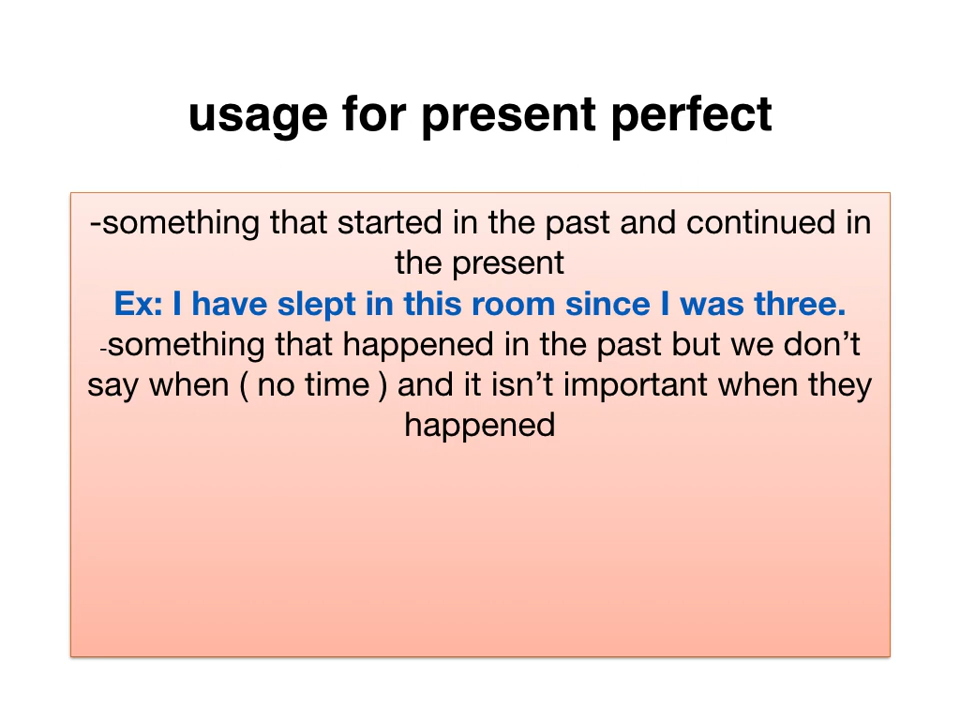 usage for present perfect
-something that started in the past and continued in
the present
Ex: I have slept in this room since I was three.
-something that happened in the past but we don’t
say when ( no time ) and it isn’t important when they
happened